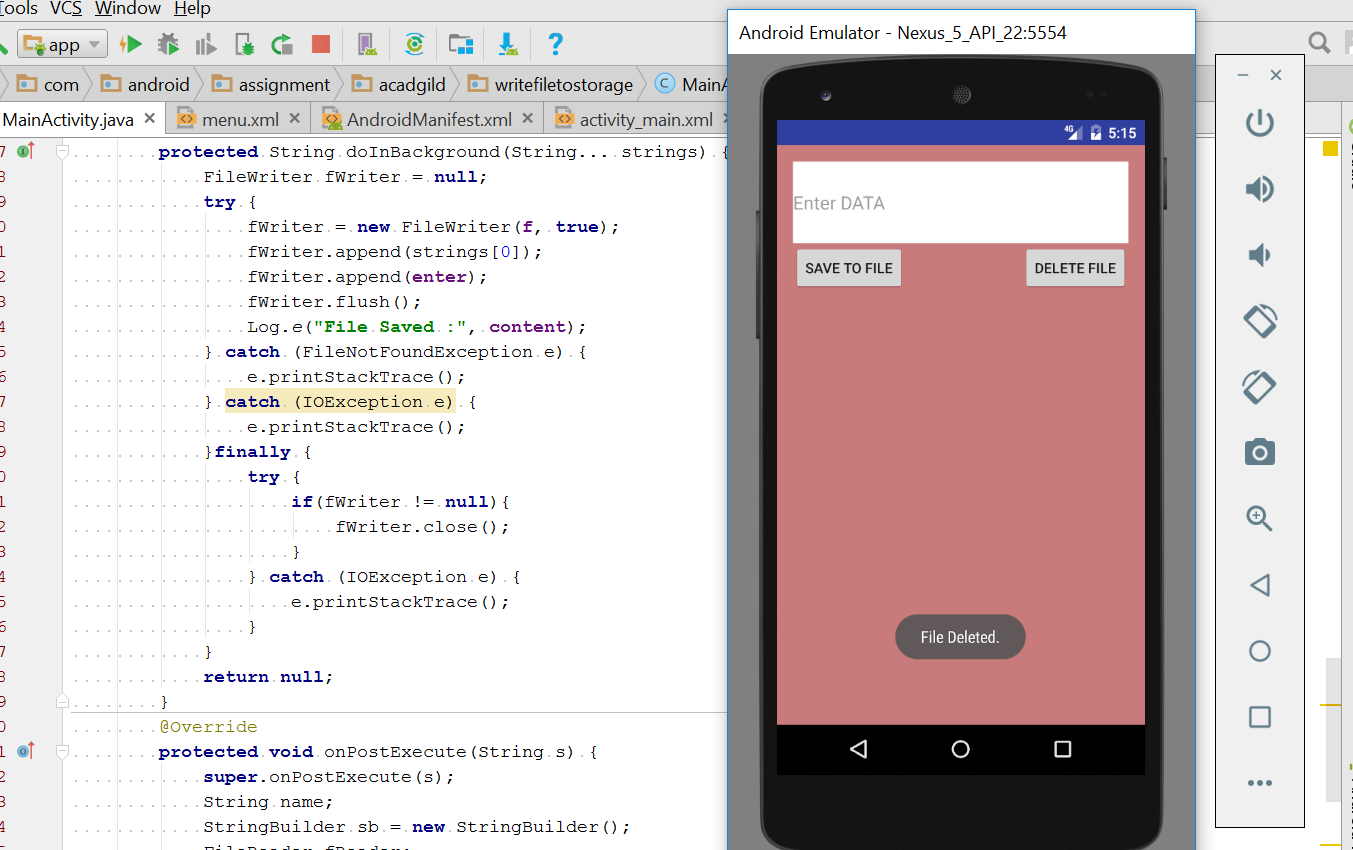 Tools VCS Window Help
app
com android assignment acadgild writefiletostorage MainA
MainActivity.java menu.xml AndroidManifest.xml activity_main.xml
7 protected String doInBackground(String... strings) {
8 FileWriter fWriter = null;
9 try {
0 fWriter = new FileWriter(f, true);
1 fWriter.append(strings[0]);
2 fWriter.append(enter);
3 fWriter.flush();
4 Log.e("File Saved :", content);
5 } catch (FileNotFoundException e) {
6 e.printStackTrace();
7 } catch (IOException e) {
8 e.printStackTrace();
9 }finally {
0 try {
1 if(fWriter != null){
2 fWriter.close();
3 }
4 } catch (IOException e) {
5 e.printStackTrace();
6 }
7 }
8 return null;
9 }
0 @Override
1 protected void onPostExecute(String s) {
2 super.onPostExecute(s);
3 String name;
4 StringBuilder sb = new StringBuilder();
Android Emulator - Nexus_5_API_22:5554
4G 5:15
Enter DATA
SAVE TO FILE DELETE FILE
File Deleted.